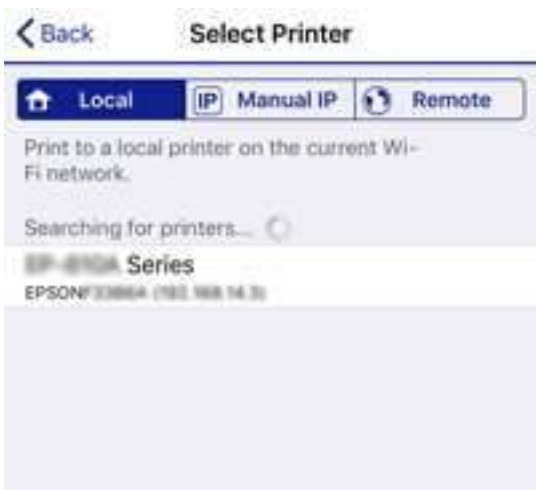 Back Select Printer
Local IP Manual IP Remote
Print to a local printer on the current Wi-
Fi network.
Searching for printers...
Series
EPSON